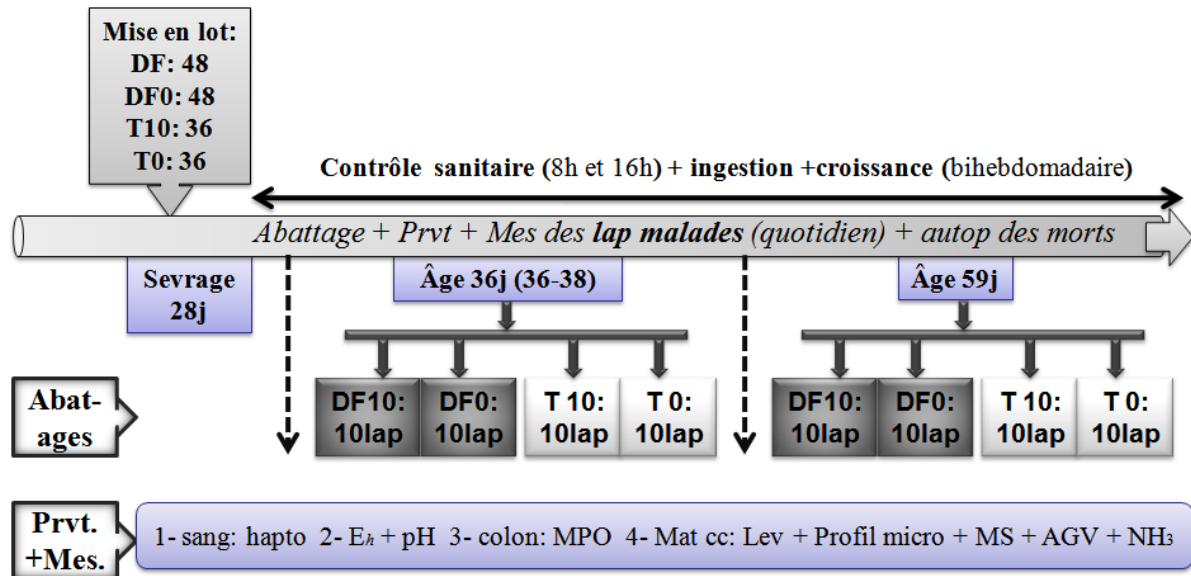 Mise en lot:
DF: 48
DF0: 48
T10: 36
T0: 36
Contrôle sanitaire (8h et 16h) + ingestion +croissance (bihebdomadaire)
Abattage + Prvt + Mes des lap malades (quotidien) + autop des morts
Sevrage
28j
Âge 36j (36-38)
Âge 59j
Abat-
ages
DF10:
10lap
DF0:
10lap
T 10:
10lap
T 0:
10lap
DF10:
10lap
DF0:
10lap
T 10:
10lap
T 0:
10lap
Prvt.
+Mes.
1- sang: hapto 2- Eh + pH 3- colon: MPO 4- Mat cc: Lev + Profil micro + MS + AGV + NH3